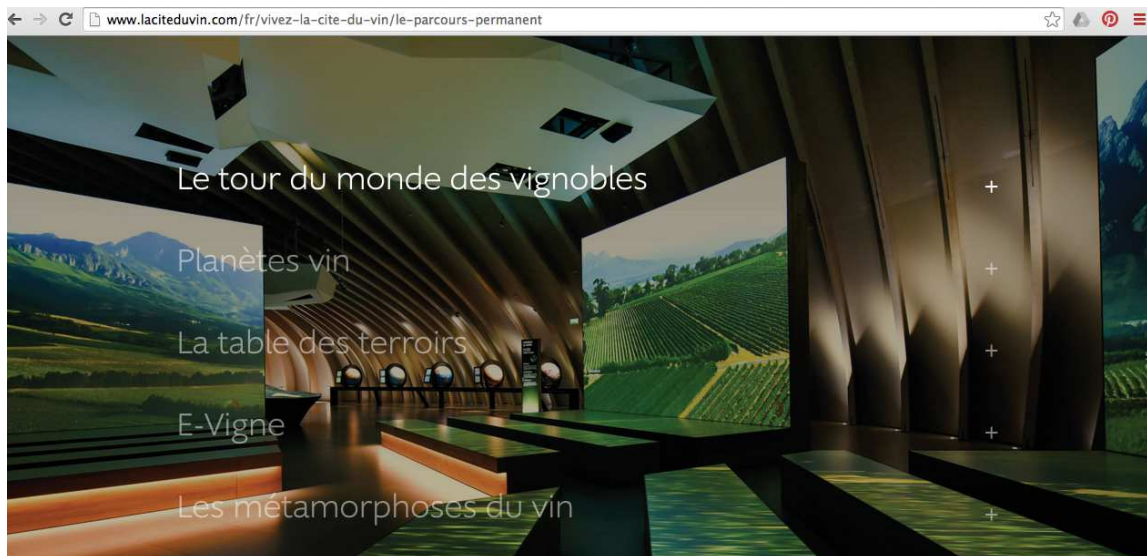 www.laciteduvin.com/fr/vivez-la-cite-du-vin/le-parcours-permanent
Le tour du monde des vignobles +
Planètes vin +
La table des terroirs +
E-Vigne +
Les métamorphoses du vin +